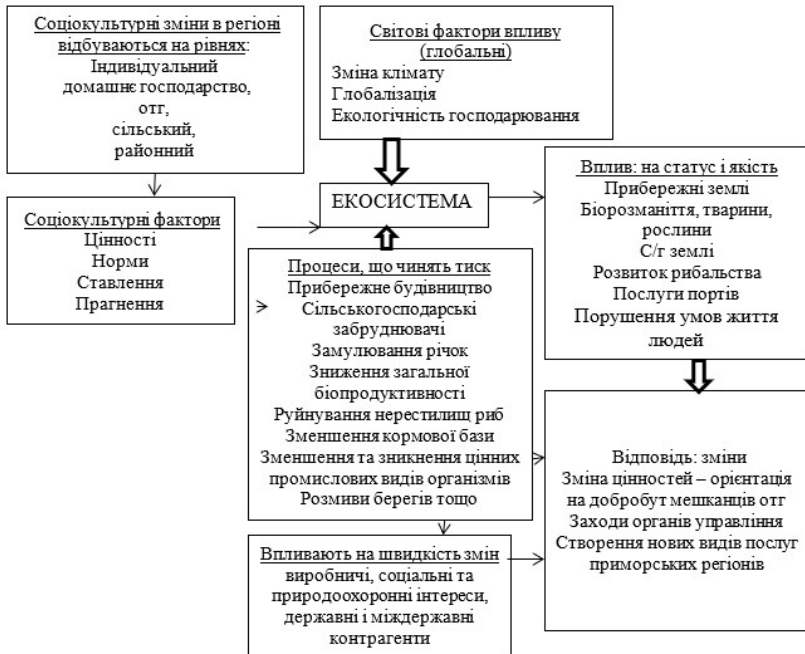 Соціокультурні зміни в регіоні
відбуваються на рівнях:
Індивідуальний
домашнє господарство,
отг,
сільський,
районний
Світові фактори впливу
(глобальні)
Зміна клімату
Глобалізація
Екологічність господарювання
Соціокультурні фактори
Цінності
Норми
Ставлення
Прагнення
ЕКОСИСТЕМА
Вплив: на статус і якість
Прибережні землі
Біорозманіття, тварини,
рослини
С/г землі
Розвиток рибальства
Послуги портів
Порушення умов життя
людей
Процеси, що чинять тиск
Прибережне будівництво
Сільськогосподарські
забруднювачі
Замулювання річок
Зниження загальної
біопродуктивності
Руйнування нерестилищ риб
Зменшення кормової бази
Зменшення та зникнення цінних
промислових видів організмів
Розмиви берегів тощо
Відповідь: зміни
Зміна цінностей – орієнтація
на добробут мешканців отг
Заходи органів управління
Створення нових видів послуг
приморських регіонів
Впливають на швидкість змін
виробничі, соціальні та
природоохоронні інтереси,
державні і міждержавні
контрагенти